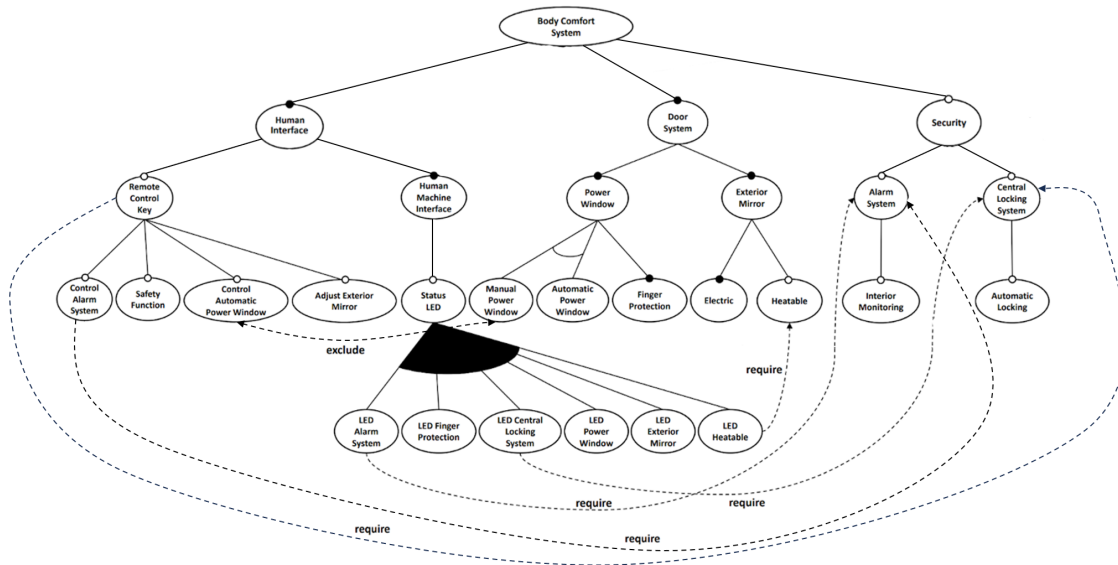 Body Comfort
System
Human
Interface
Door
System
Security
Remote
Control
Key
Human
Machine
Interface
Power
Window
Exterior
Mirror
Alarm
System
Central
Locking
System
Control
Alarm
System
Safety
Function
Control
Automatic
Power Window
Adjust Exterior
Mirror
Status
LED
Manual
Power
Window
Automatic
Power
Window
Finger
Protection
Electric
Heatable
Interior
Monitoring
Automatic
Locking
exclude
require
LED
Alarm
System
LED Finger
Protection
LED Central
Locking
System
LED
Power
Window
LED
Exterior
Mirror
LED
Heatable
require
require
require
require